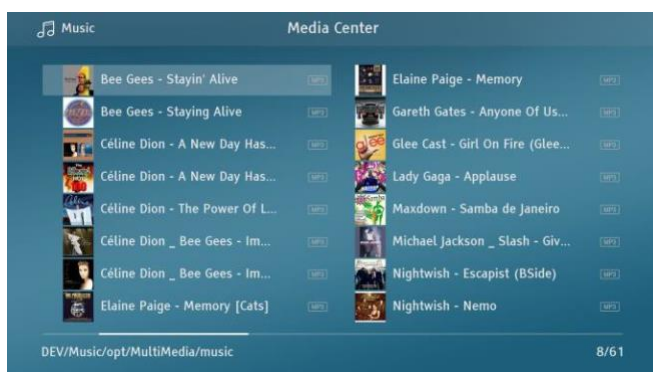 Music
Media Center
Bee Gees - Stayin' Alive MP3
Bee Gees - Staying Alive MP3
Céline Dion - A New Day Has... MP3
Céline Dion - A New Day Has... MP3
Céline Dion - The Power Of L... MP3
Céline Dion _ Bee Gees - Im... MP3
Céline Dion _ Bee Gees - Im... MP3
Elaine Paige - Memory [Cats] MP3
Elaine Paige - Memory MP3
Gareth Gates - Anyone Of Us... MP3
glee
Glee Cast - Girl On Fire (Glee... MP3
Lady Gaga - Applause MP3
Maxdown - Samba de Janeiro MP3
Michael Jackson _ Slash - Giv... MP3
Nightwish - Escapist (BSide) MP3
Nightwish - Nemo MP3
DEV/Music/opt/MultiMedia/music
8/61